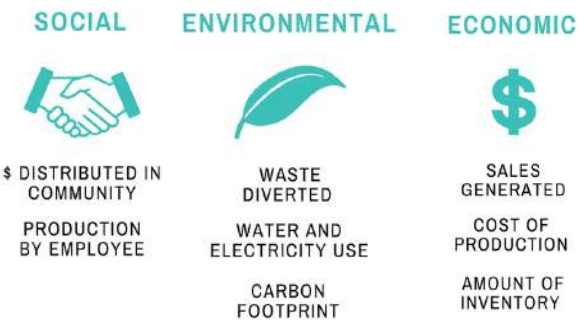 SOCIAL
$ DISTRIBUTED IN
COMMUNITY
PRODUCTION
BY EMPLOYEE
ENVIRONMENTAL
WASTE
DIVERTED
WATER AND
ELECTRICITY USE
CARBON
FOOTPRINT
ECONOMIC
$
SALES
GENERATED
COST OF
PRODUCTION
AMOUNT OF
INVENTORY